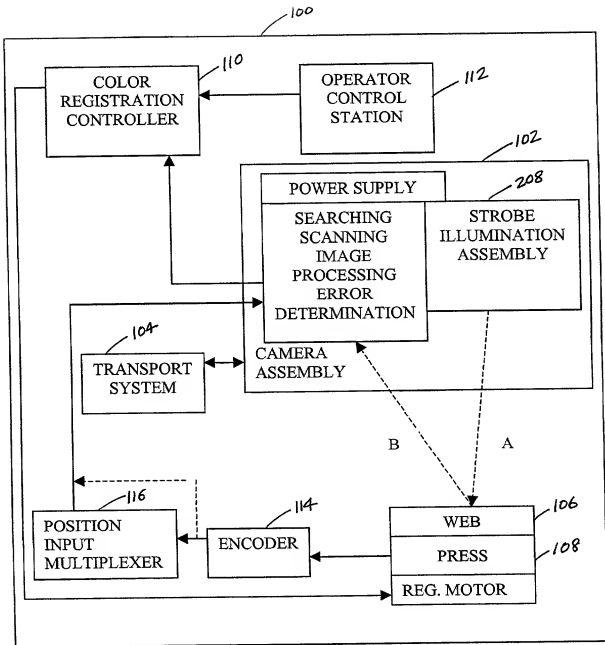 100
110
COLOR
REGISTRATION
CONTROLLER
OPERATOR
CONTROL
STATION
112
102
POWER SUPPLY
208
SEARCHING
SCANNING
IMAGE
PROCESSING
ERROR
DETERMINATION
STROBE
ILLUMINATION
ASSEMBLY
104
TRANSPORT
SYSTEM
CAMERA
ASSEMBLY
B
A
116
POSITION
INPUT
MULTIPLEXER
114
ENCODER
WEB
106
PRESS
108
REG. MOTOR